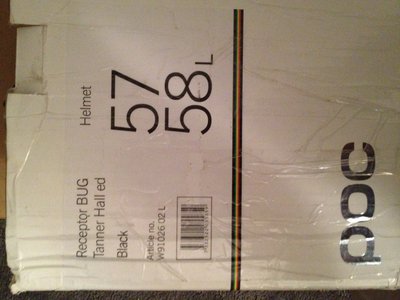 Receptor BUG
Tanner Hall ed
Black
Article no.
W91026 02 L
Helmet
57
58 L
poc